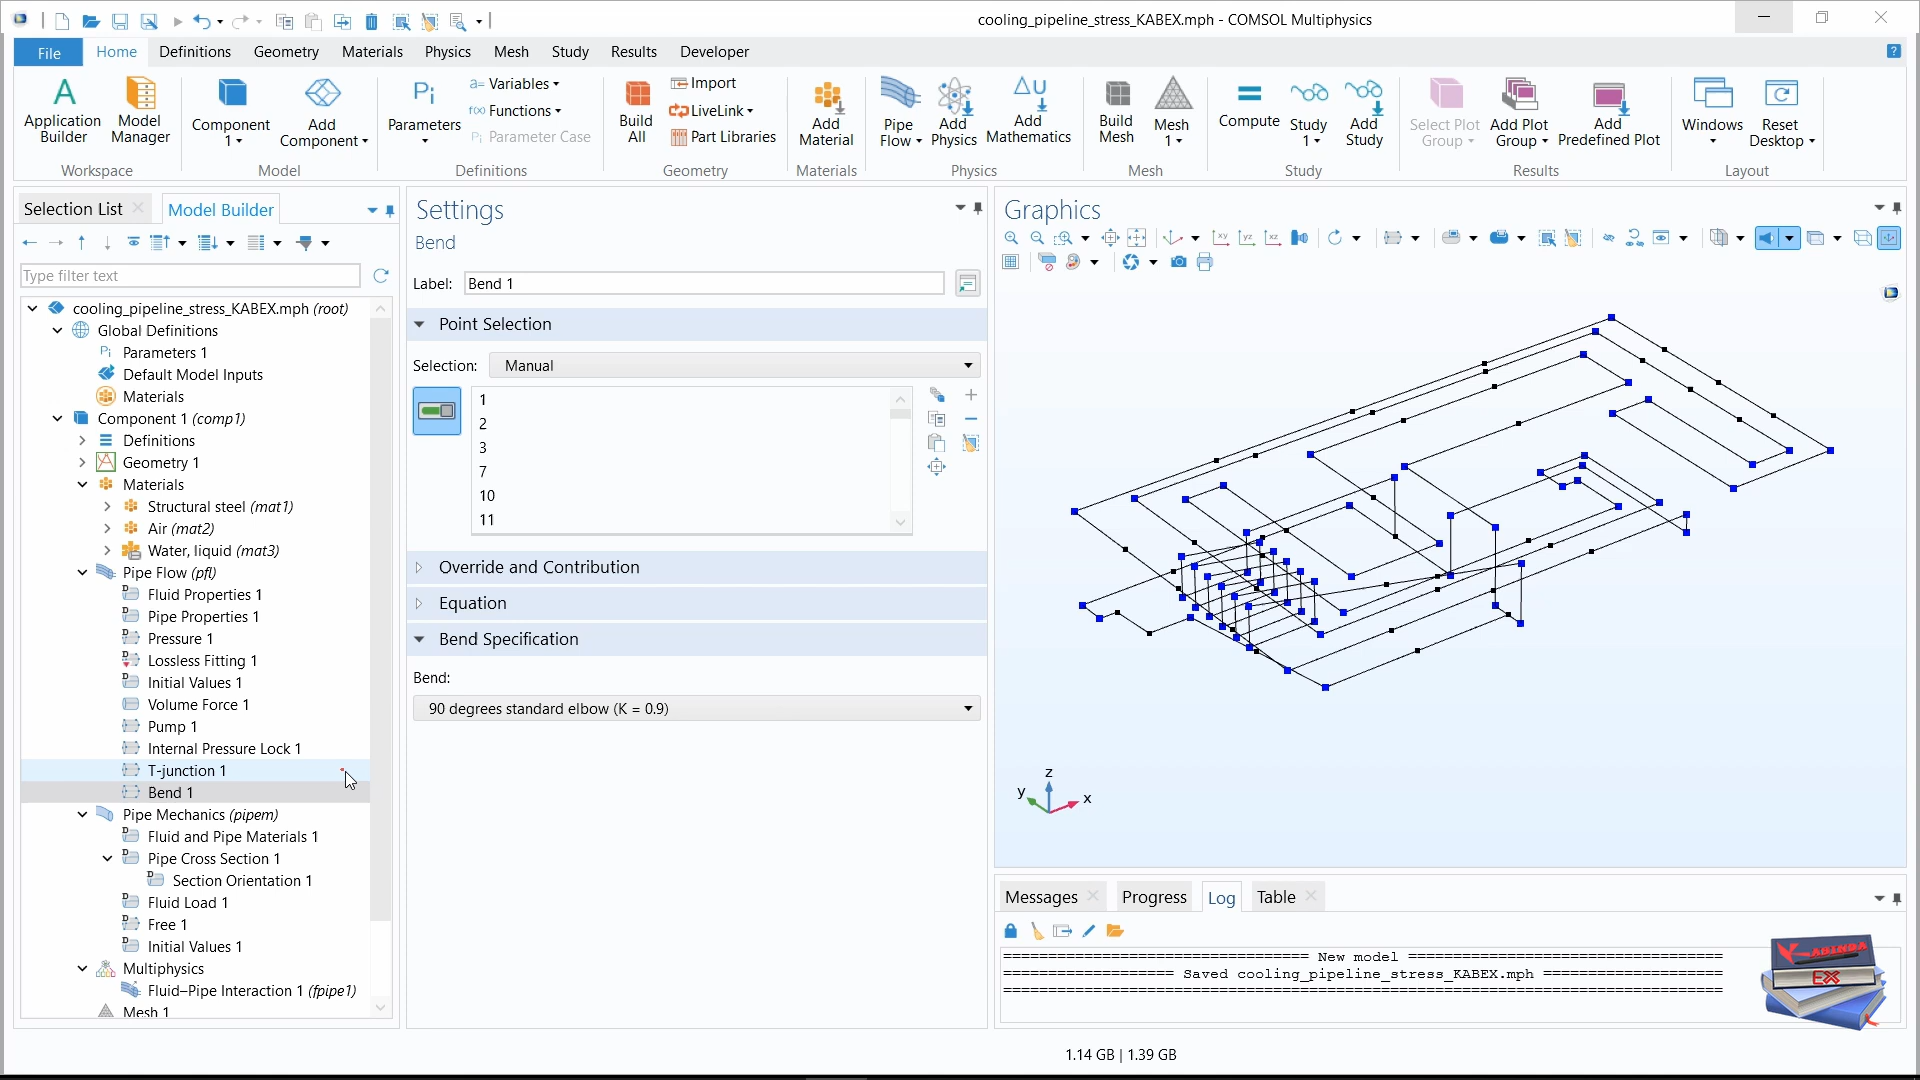 cooling_pipeline_stress_KABEX.mph - COMSOL Multiphysics
File Home Definitions Geometry Materials Physics Mesh Study Results Developer
Application Builder
Model Manager
Workspace
Component 1
Add Component
Model
Pi
Parameters
a= Variables
f(x) Functions
Pi Parameter Case
Definitions
Build All
Import
LiveLink
Part Libraries
Geometry
Add Material
Materials
Pipe Flow
Add Physics
ΔU
Add Mathematics
Physics
Build Mesh
Mesh 1
Mesh
Compute
Study 1
Add Study
Study
Select Plot Group
Add Plot Group
Add Predefined Plot
Results
Windows
Reset Desktop
Layout
Selection List
Model Builder
Type filter text
cooling_pipeline_stress_KABEX.mph (root)
Global Definitions
Pi Parameters 1
Default Model Inputs
Materials
Component 1 (comp1)
Definitions
Geometry 1
Materials
Structural steel (mat1)
Air (mat2)
Water, liquid (mat3)
Pipe Flow (pfl)
Fluid Properties 1
Pipe Properties 1
Pressure 1
Lossless Fitting 1
Initial Values 1
Volume Force 1
Pump 1
Internal Pressure Lock 1
T-junction 1
Bend 1
Pipe Mechanics (pipem)
Fluid and Pipe Materials 1
Pipe Cross Section 1
Section Orientation 1
Fluid Load 1
Free 1
Initial Values 1
Multiphysics
Fluid–Pipe Interaction 1 (fpipe1)
Mesh 1
Settings
Bend
Label: Bend 1
Point Selection
Selection: Manual
1
2
3
7
10
11
Override and Contribution
Equation
Bend Specification
Bend:
90 degrees standard elbow (K = 0.9)
Graphics
xy yz xz
z
y
x
Messages Progress Log Table
================================== New model ===================================
=================== Saved cooling_pipeline_stress_KABEX.mph ====================
================================================================================
EX
1.14 GB | 1.39 GB